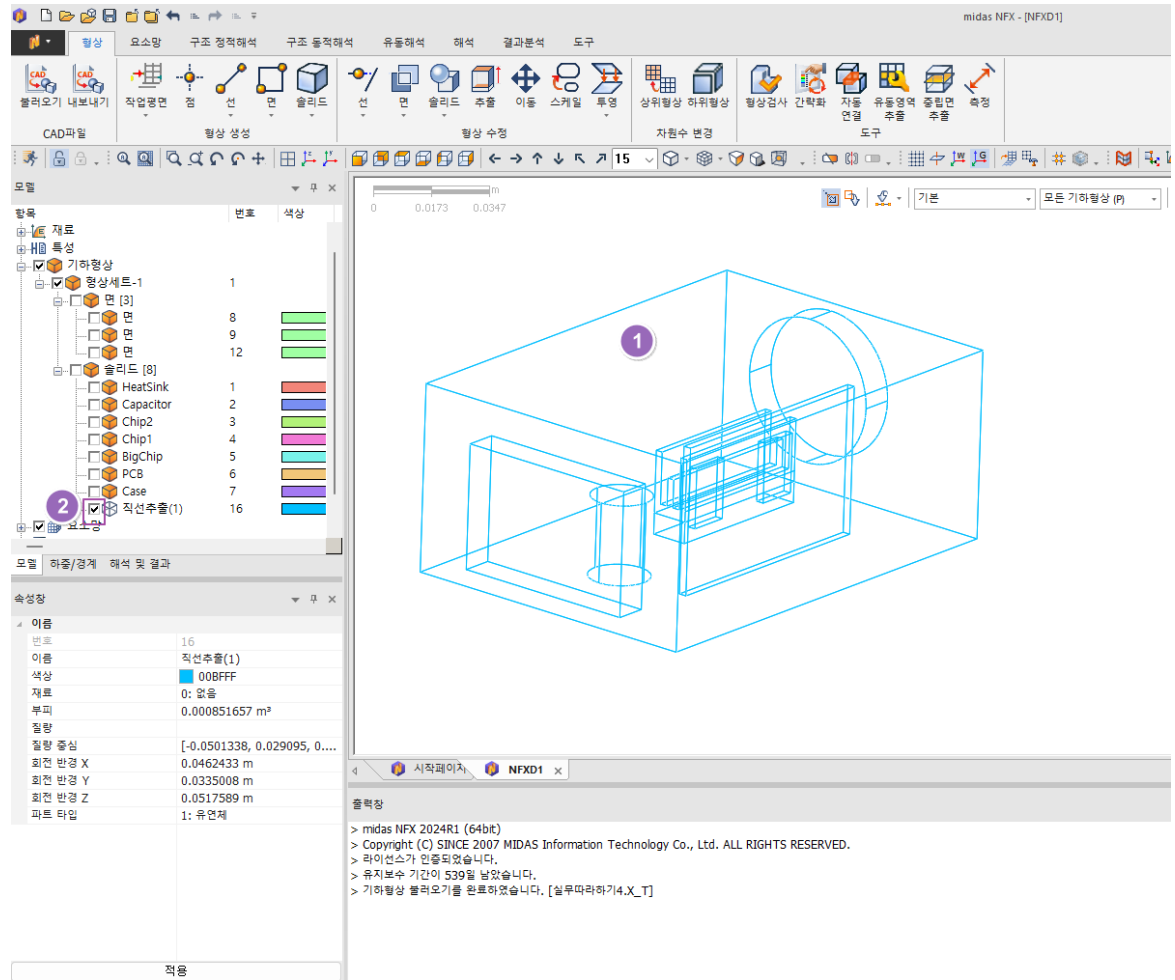 midas NFX - [NFXD1]
형상 요소망 구조 정적해석 구조 동적해석 유동해석 해석 결과분석 도구
CAD CAD
불러오기 내보내기 작업평면 점 선 면 솔리드 선 면 솔리드 추출 이동 스케일 투영 상위형상 하위형상 형상검사 간략화 자동 연결 유동영역 추출 중립면 추출 측정
CAD파일 형상 생성 형상 수정 차원수 변경 도구
15
모델
항목 번호 색상
재료
특성
기하형상
형상세트-1 1
면 [3]
면 8
면 9
면 12
솔리드 [8]
HeatSink 1
Capacitor 2
Chip2 3
Chip1 4
BigChip 5
PCB 6
Case 7
2 직선추출(1) 16
요소망
모델 하중/경계 해석 및 결과
속성창
이름
번호 16
이름 직선추출(1)
색상 00BFFF
재료 0: 없음
부피 0.000851657 m³
질량
질량 중심 [-0.0501338, 0.029095, 0....
회전 반경 X 0.0462433 m
회전 반경 Y 0.0335008 m
회전 반경 Z 0.0517589 m
파트 타입 1: 유연체
적용
m
0 0.0173 0.0347
기본 모든 기하형상 (P)
1
시작페이지 NFXD1
출력창
> midas NFX 2024R1 (64bit)
> Copyright (C) SINCE 2007 MIDAS Information Technology Co., Ltd. ALL RIGHTS RESERVED.
> 라이선스가 인증되었습니다.
> 유지보수 기간이 539일 남았습니다.
> 기하형상 불러오기를 완료하였습니다. [실무따라하기4.X_T]